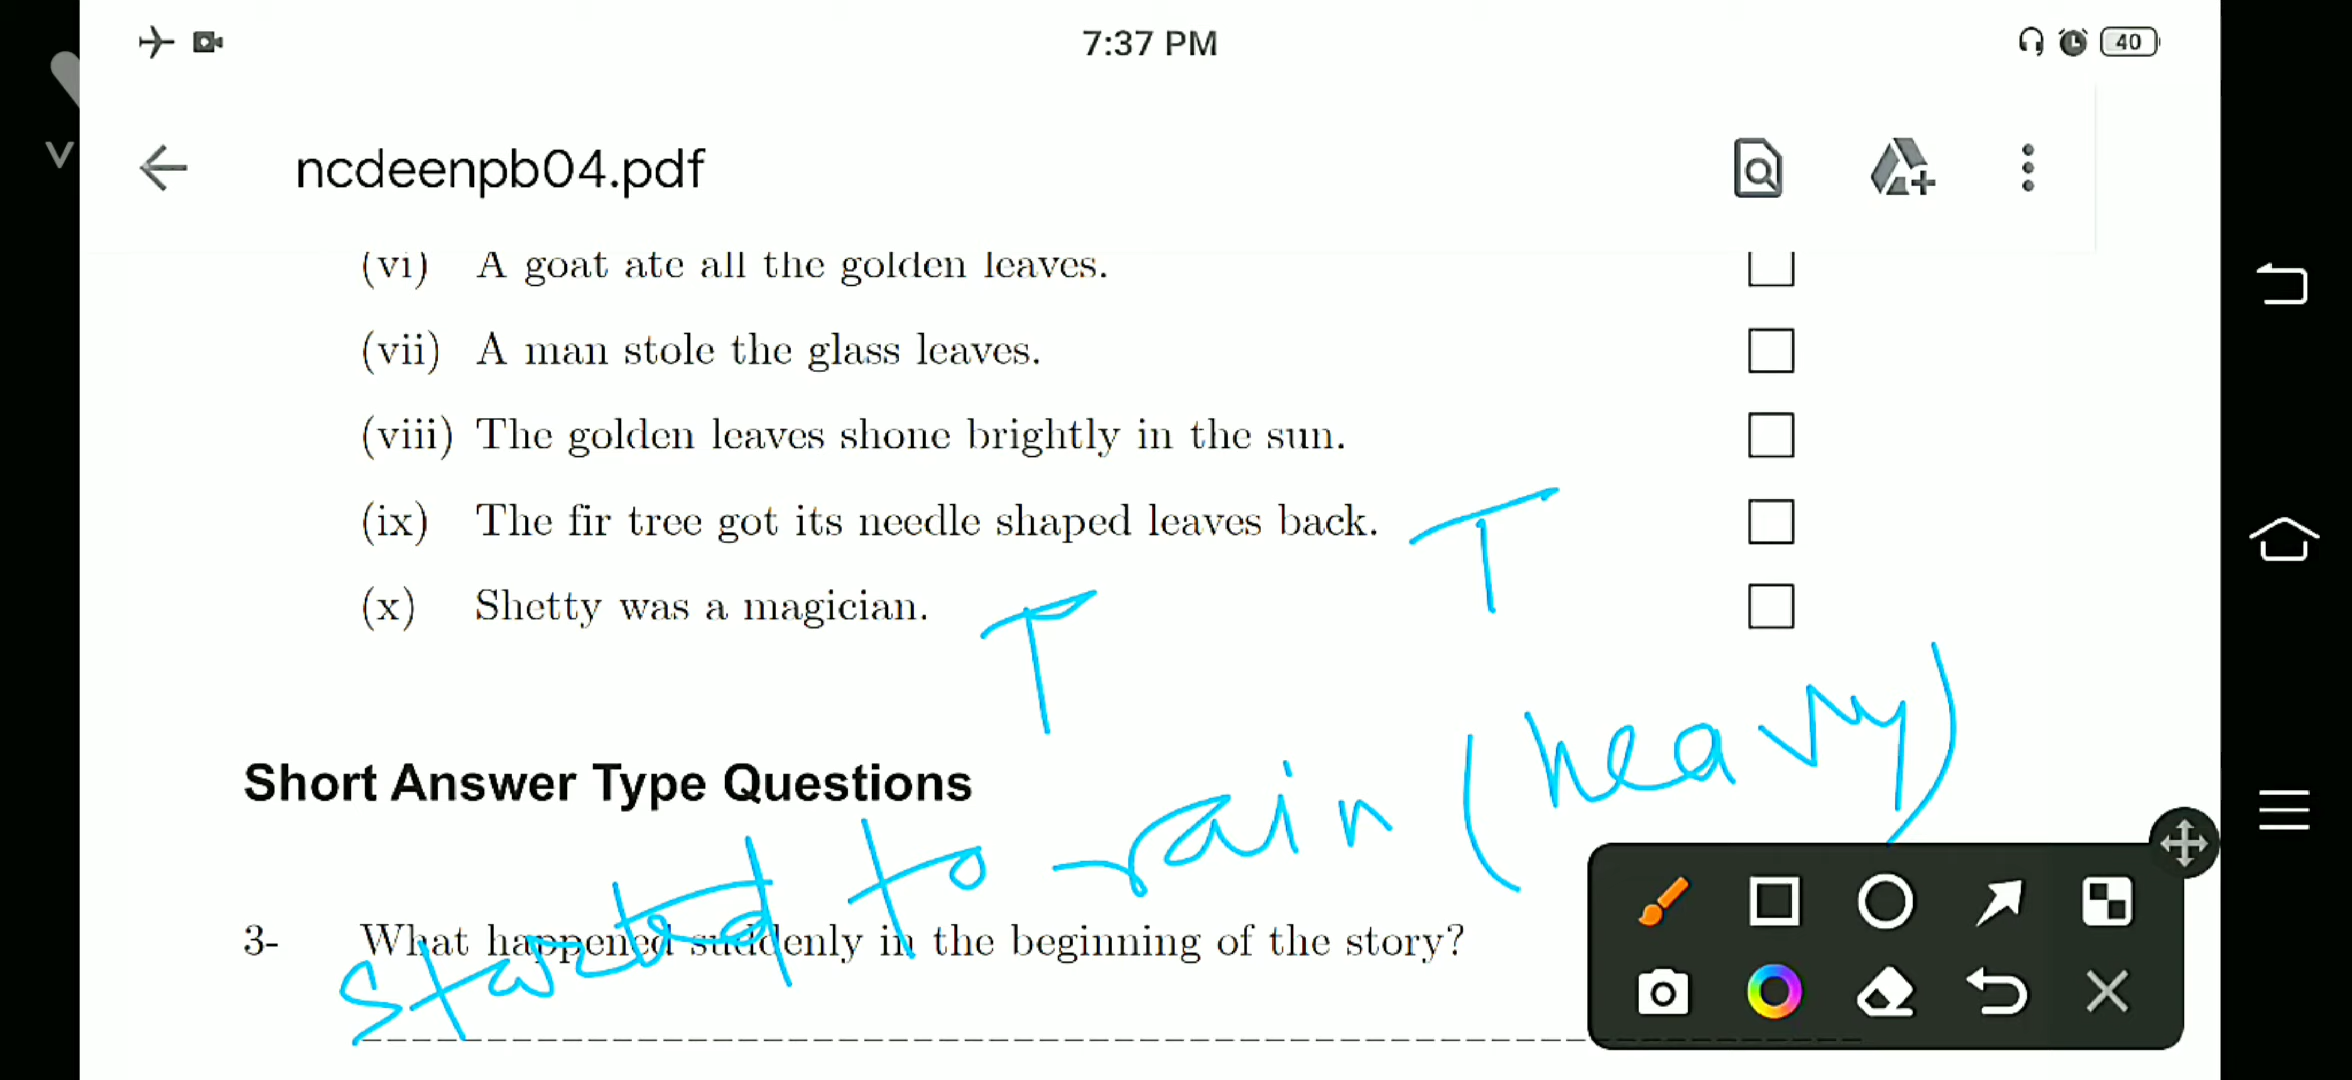 7:37 PM
40
V
ncdeenpb04.pdf
(vi) A goat ate all the golden leaves.
(vii) A man stole the glass leaves.
(viii) The golden leaves shone brightly in the sun.
(ix) The fir tree got its needle shaped leaves back. T
(x) Shetty was a magician. T
Short Answer Type Questions
started to rain (heavy)
3- What happened suddenly in the beginning of the story?